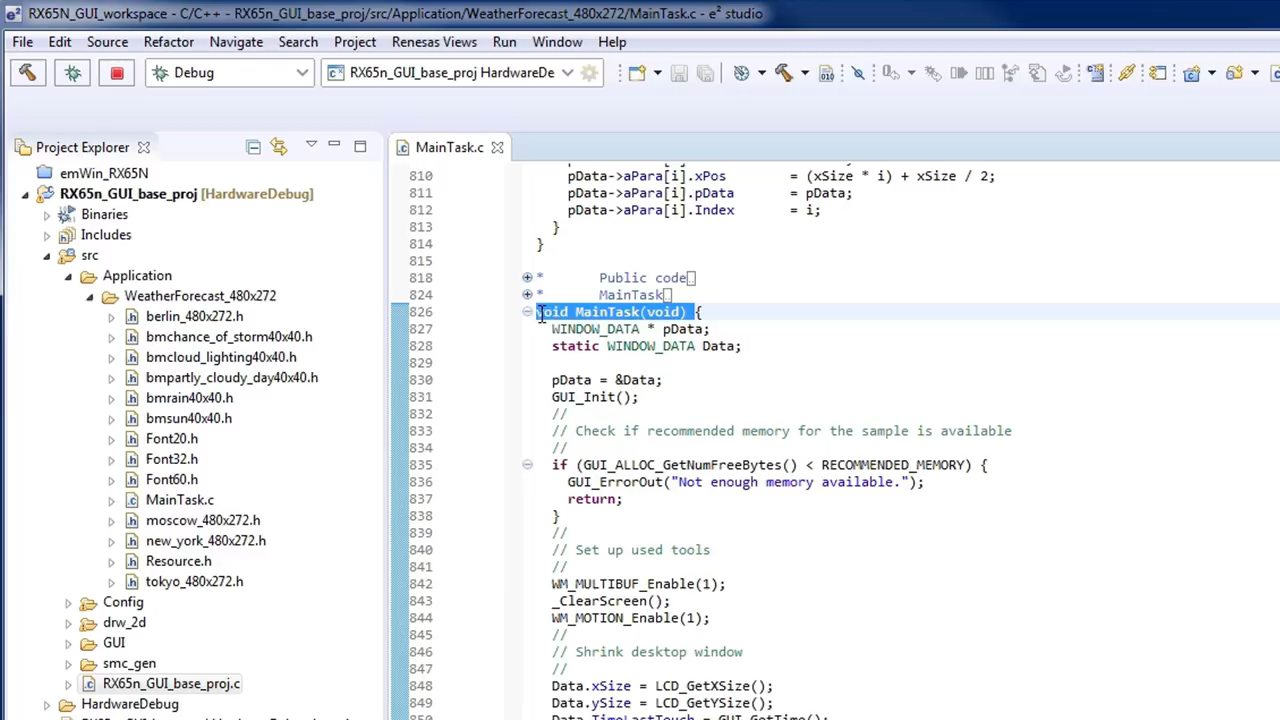 RX65N_GUI_workspace - C/C++ - RX65n_GUI_base_proj/src/Application/WeatherForecast_480x272/MainTask.c - e² studio
File Edit Source Refactor Navigate Search Project Renesas Views Run Window Help
Debug RX65n_GUI_base_proj HardwareDe
Project Explorer
emWin_RX65N
RX65n_GUI_base_proj [HardwareDebug]
Binaries
Includes
src
Application
WeatherForecast_480x272
berlin_480x272.h
bmchance_of_storm40x40.h
bmcloud_lighting40x40.h
bmpartly_cloudy_day40x40.h
bmrain40x40.h
bmsun40x40.h
Font20.h
Font32.h
Font60.h
MainTask.c
moscow_480x272.h
new_york_480x272.h
Resource.h
tokyo_480x272.h
Config
drw_2d
GUI
smc_gen
RX65n_GUI_base_proj.c
HardwareDebug
MainTask.c
810 pData->aPara[i].xPos = (xSize * i) + xSize / 2;
811 pData->aPara[i].pData = pData;
812 pData->aPara[i].Index = i;
813 }
814 }
815
818 * Public code
824 * MainTask
826 void MainTask(void) {
827 WINDOW_DATA * pData;
828 static WINDOW_DATA Data;
829
830 pData = &Data;
831 GUI_Init();
832 //
833 // Check if recommended memory for the sample is available
834 //
835 if (GUI_ALLOC_GetNumFreeBytes() < RECOMMENDED_MEMORY) {
836 GUI_ErrorOut("Not enough memory available.");
837 return;
838 }
839 //
840 // Set up used tools
841 //
842 WM_MULTIBUF_Enable(1);
843 _ClearScreen();
844 WM_MOTION_Enable(1);
845 //
846 // Shrink desktop window
847 //
848 Data.xSize = LCD_GetXSize();
849 Data.ySize = LCD_GetYSize();
850 Data.TimeLastTouch = GUI_GetTime();